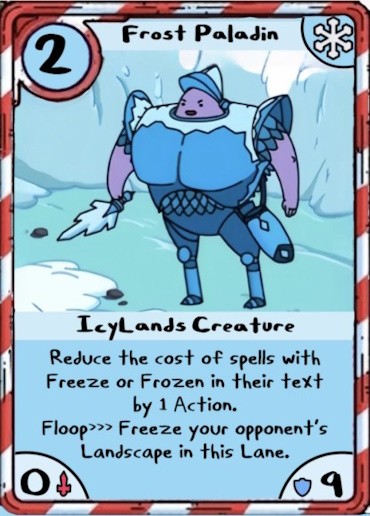 2
Frost Paladin
IcyLands Creature
Reduce the cost of spells with
Freeze or Frozen in their text
by 1 Action.
Floop>>> Freeze your opponent's
Landscape in this Lane.
0
9